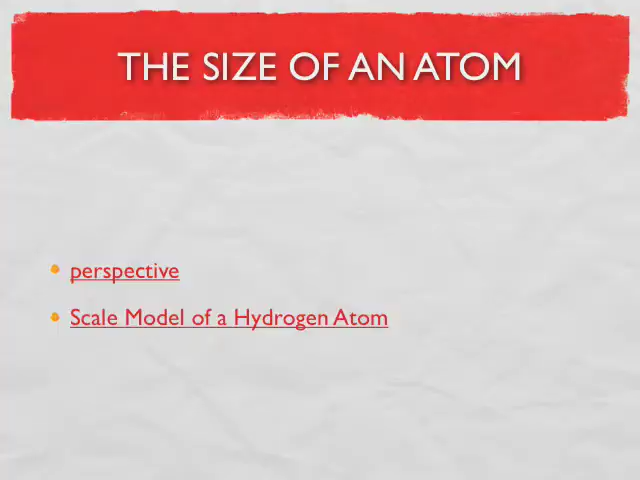 THE SIZE OF AN ATOM
perspective
Scale Model of a Hydrogen Atom